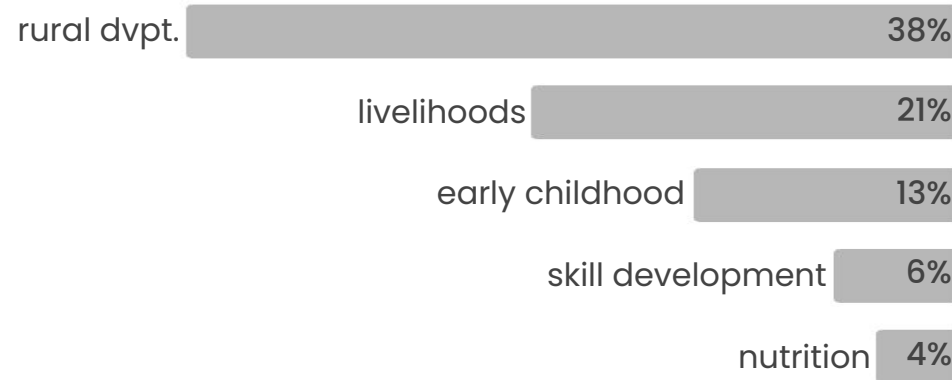 rural dvpt. 38%
livelihoods 21%
early childhood 13%
skill development 6%
nutrition 4%